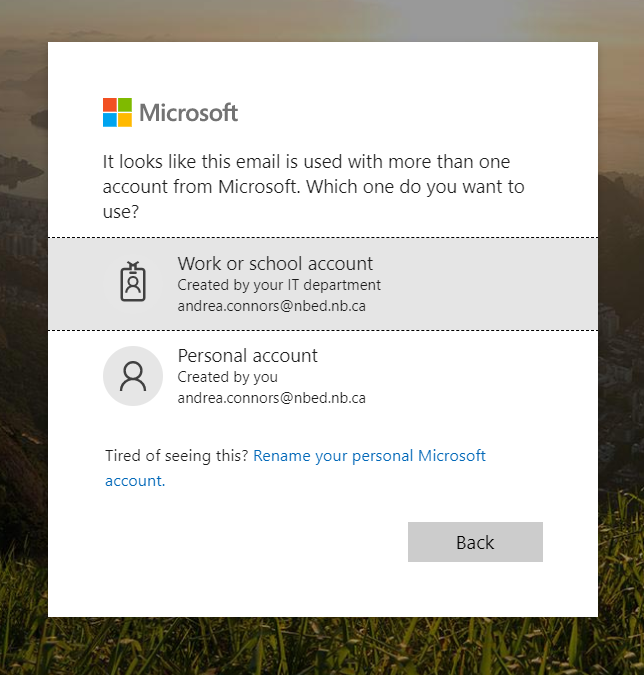 Microsoft
It looks like this email is used with more than one
account from Microsoft. Which one do you want to
use?
Work or school account
Created by your IT department
andrea.connors@nbed.nb.ca
Personal account
Created by you
andrea.connors@nbed.nb.ca
Tired of seeing this? Rename your personal Microsoft
account.
Back